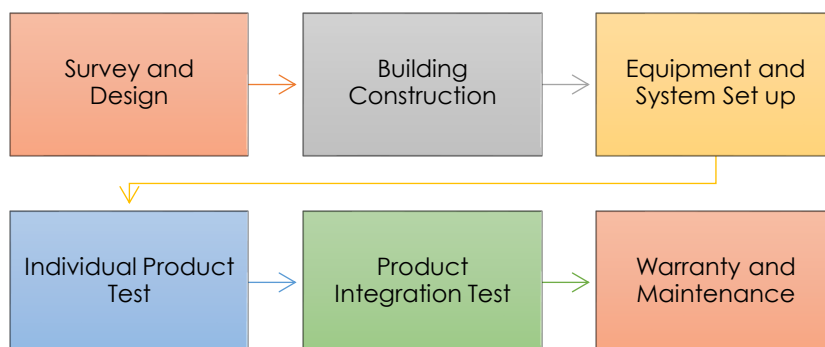 Survey and
Design
Building
Construction
Equipment and
System Set up
Individual Product
Test
Product
Integration Test
Warranty and
Maintenance